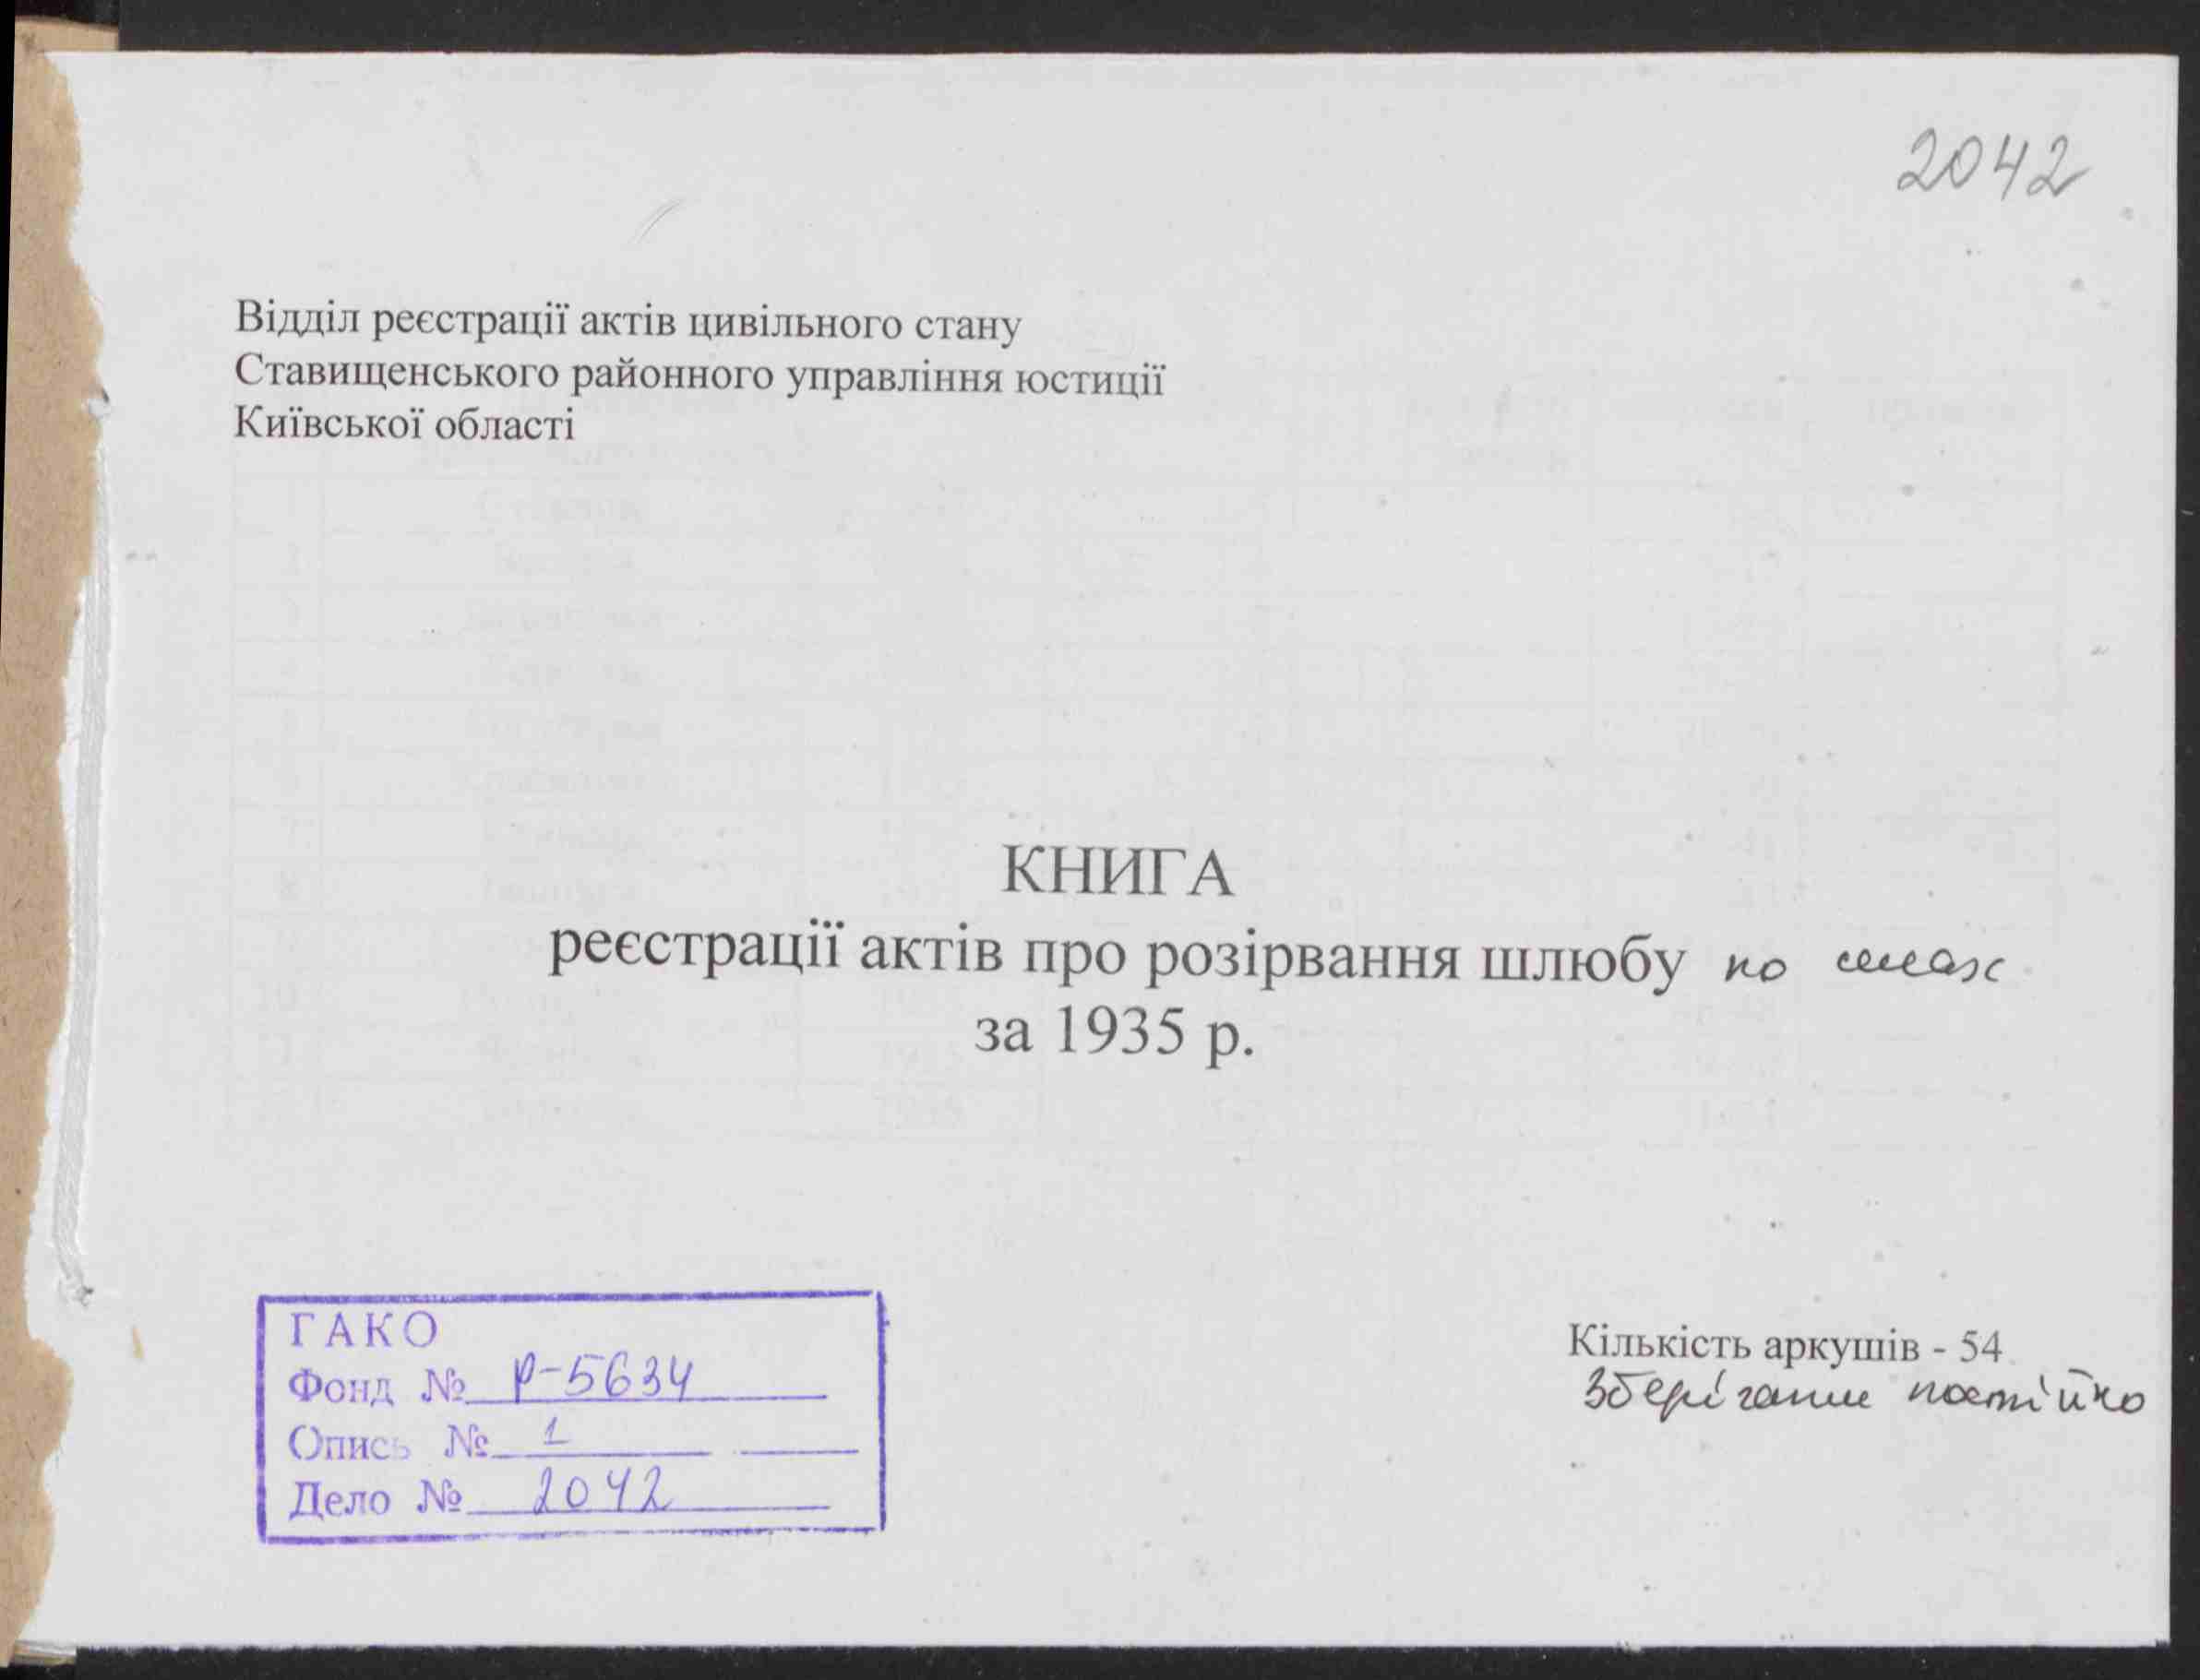 2042
Відділ реєстрації актів цивільного стану
Ставищенського районного управління юстиції
Київської області
КНИГА
реєстрації актів про розірвання шлюбу по селах
за 1935 р.
ГАКО
Фонд № Р-5634
Опись № 1
Дело № 2042
Кількість аркушів - 54
Зберігати постійно